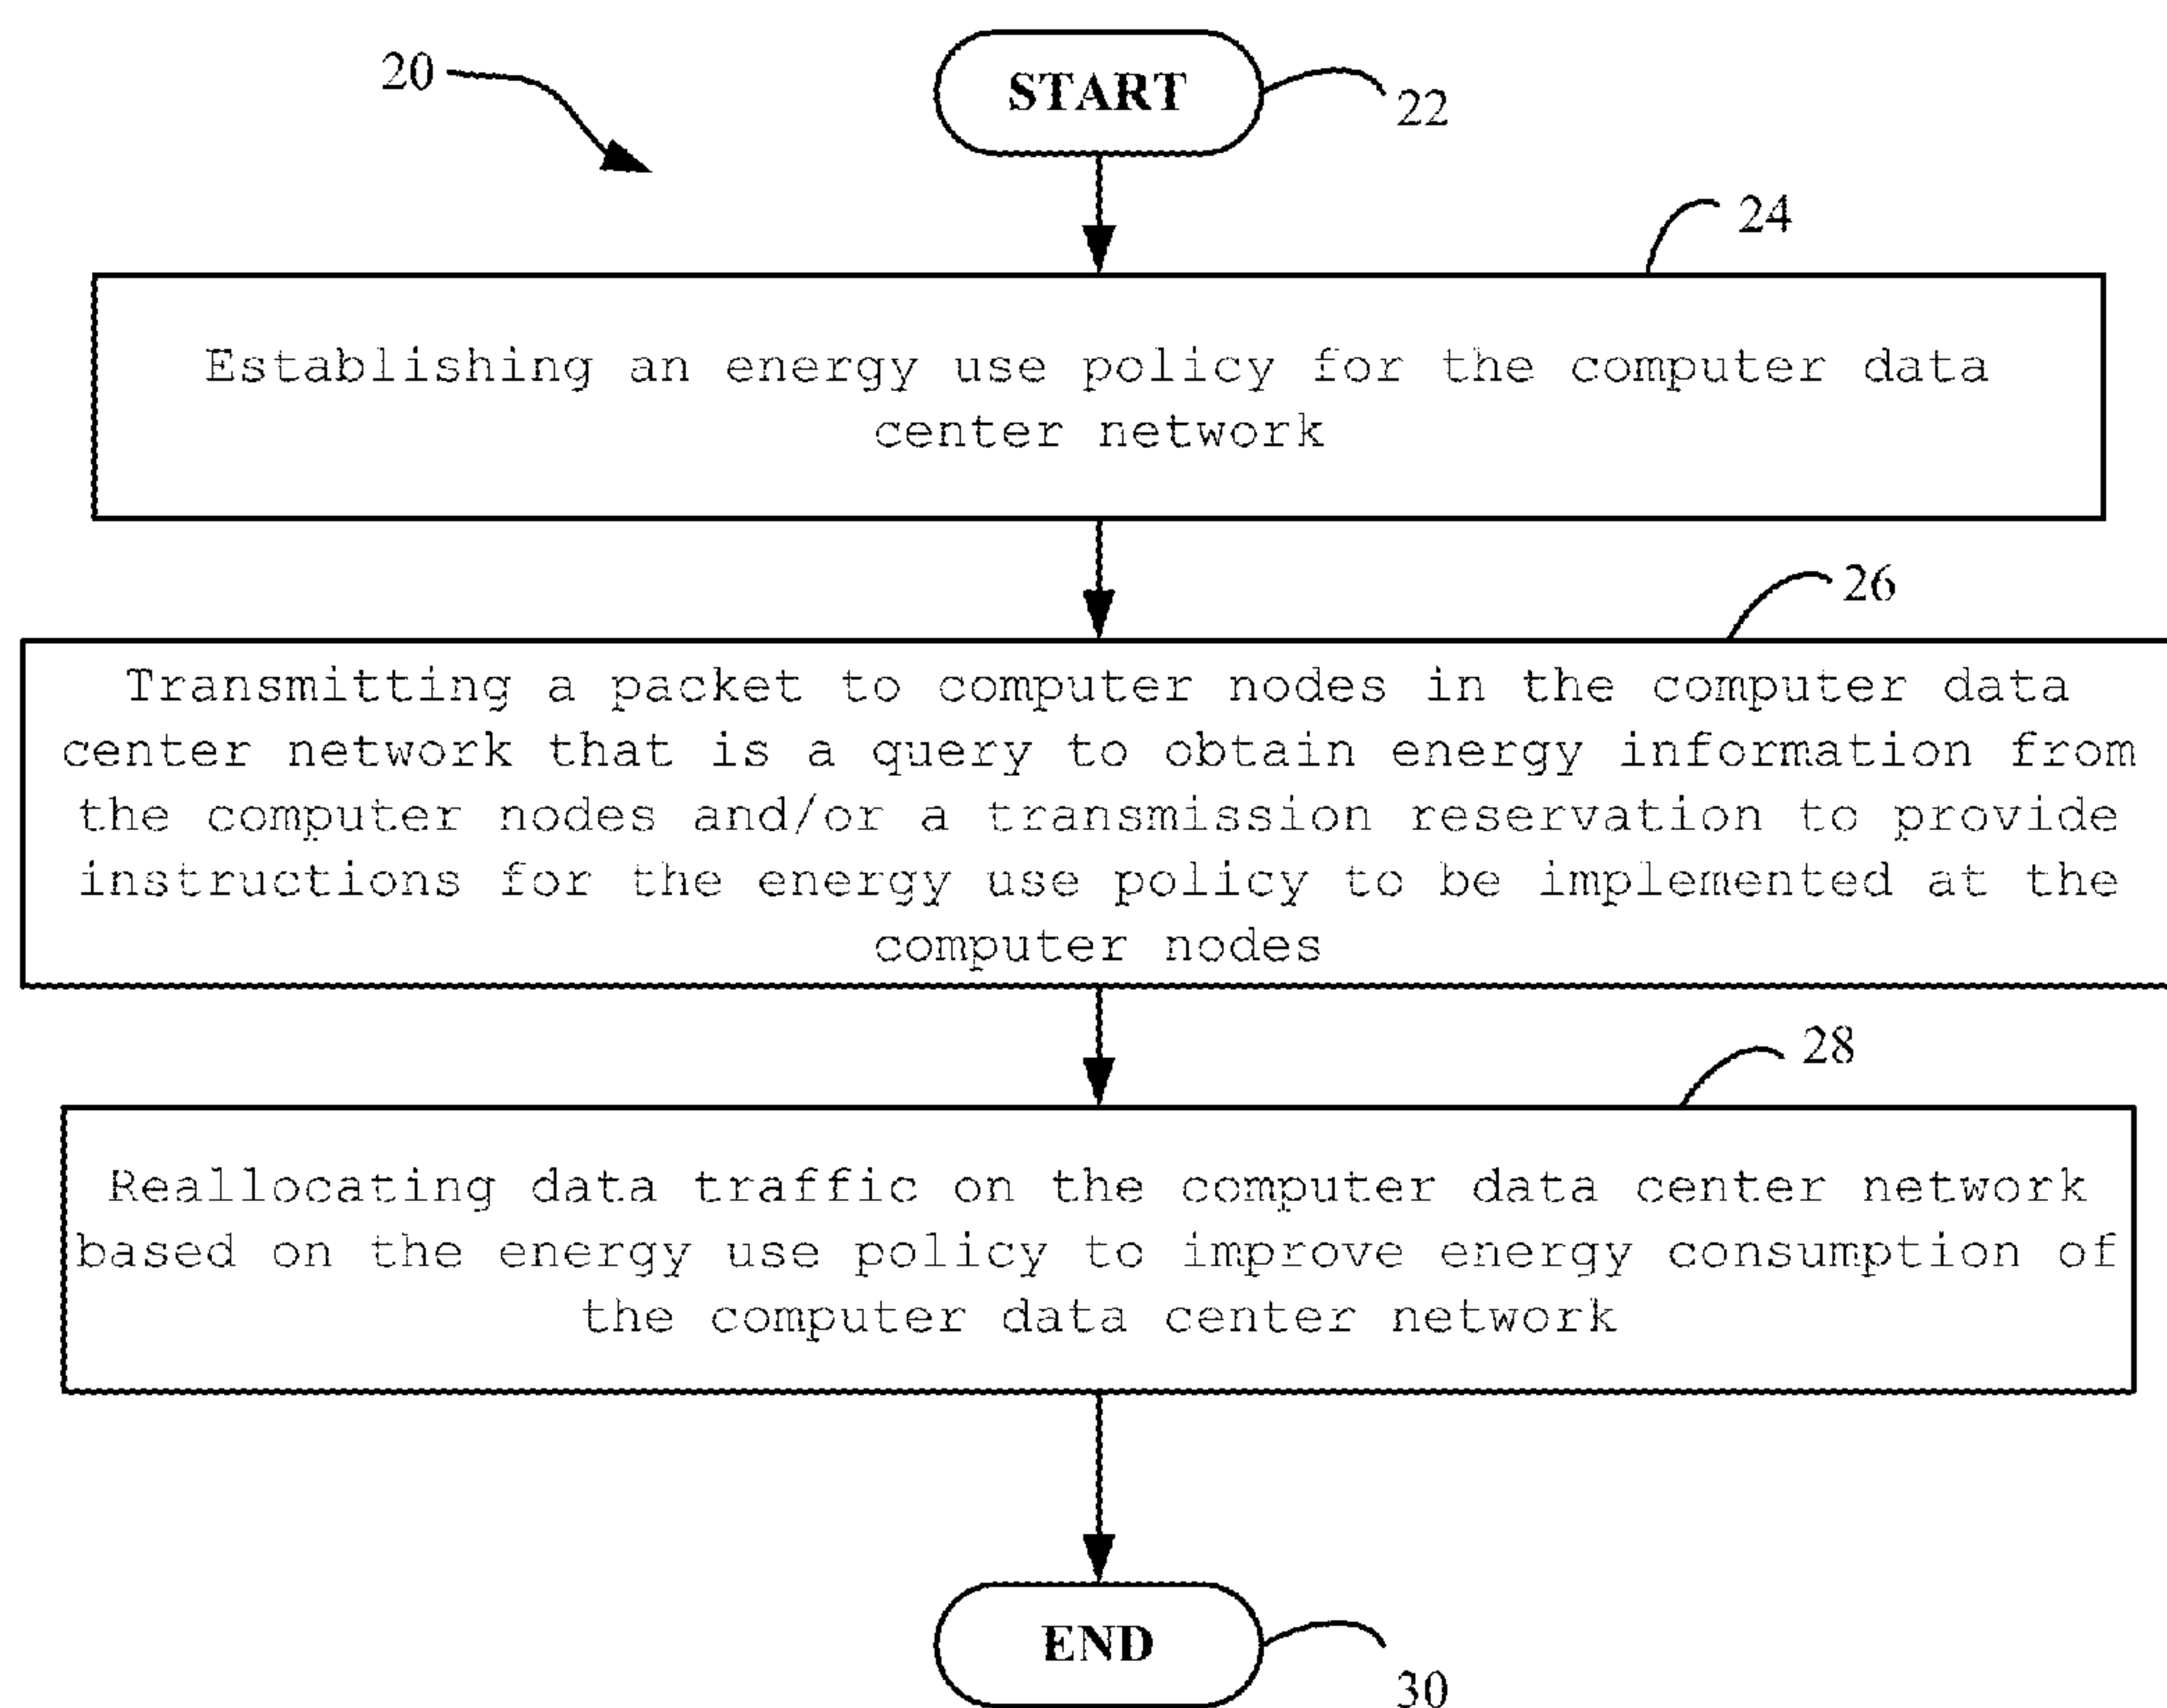 20
START
22
24
Establishing an energy use policy for the computer data
center network
26
Transmitting a packet to computer nodes in the computer data
center network that is a query to obtain energy information from
the computer nodes and/or a transmission reservation to provide
instructions for the energy use policy to be implemented at the
computer nodes
28
Reallocating data traffic on the computer data center network
based on the energy use policy to improve energy consumption of
the computer data center network
END
30